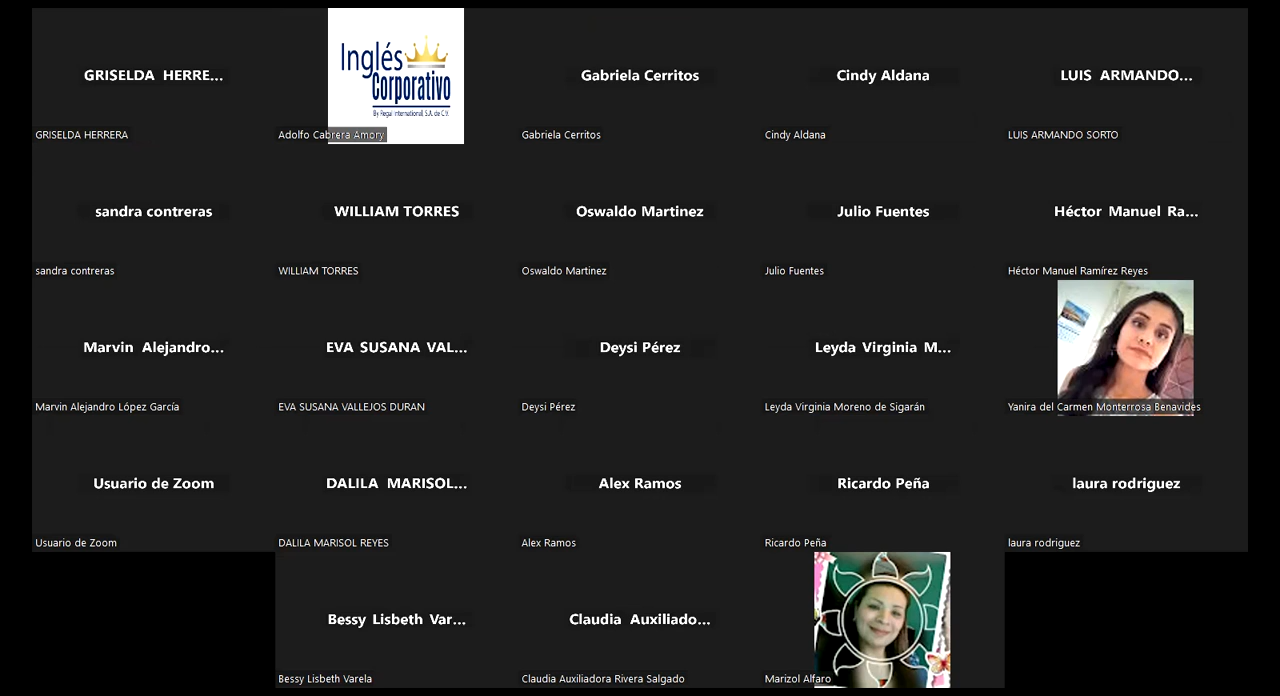 GRISELDA HERRE...
GRISELDA HERRERA
Inglés
Corporativo
By Regal International, S.A. de C.V.
Adolfo Cabrera Amory
Gabriela Cerritos
Gabriela Cerritos
Cindy Aldana
Cindy Aldana
LUIS ARMANDO...
LUIS ARMANDO SORTO
sandra contreras
sandra contreras
WILLIAM TORRES
WILLIAM TORRES
Oswaldo Martinez
Oswaldo Martinez
Julio Fuentes
Julio Fuentes
Héctor Manuel Ra...
Héctor Manuel Ramírez Reyes
Marvin Alejandro...
Marvin Alejandro López García
EVA SUSANA VAL...
EVA SUSANA VALLEJOS DURAN
Deysi Pérez
Deysi Pérez
Leyda Virginia M...
Leyda Virginia Moreno de Sigarán
Yanira del Carmen Monterrosa Benavides
Usuario de Zoom
Usuario de Zoom
DALILA MARISOL...
DALILA MARISOL REYES
Alex Ramos
Alex Ramos
Ricardo Peña
Ricardo Peña
laura rodriguez
laura rodriguez
Bessy Lisbeth Var...
Bessy Lisbeth Varela
Claudia Auxiliado...
Claudia Auxiliadora Rivera Salgado
Marizol Alfaro